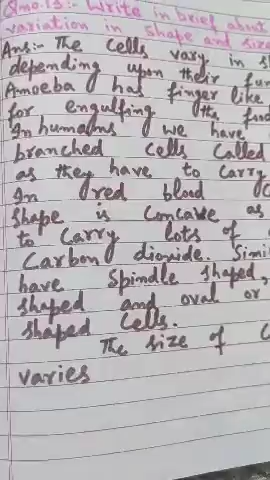 Qno.13:- Write in brief about
variation in shape and size
Ans:- The cells vary in
depending upon their
Amoeba has finger like
for engulfing the
In humans we have
branched cells called
as they have to carry
In red blood
shape is concave as
to carry lots of
Carbon dioxide.
have spindle shaped,
shaped and oval or
shaped cells.
The size of
varies